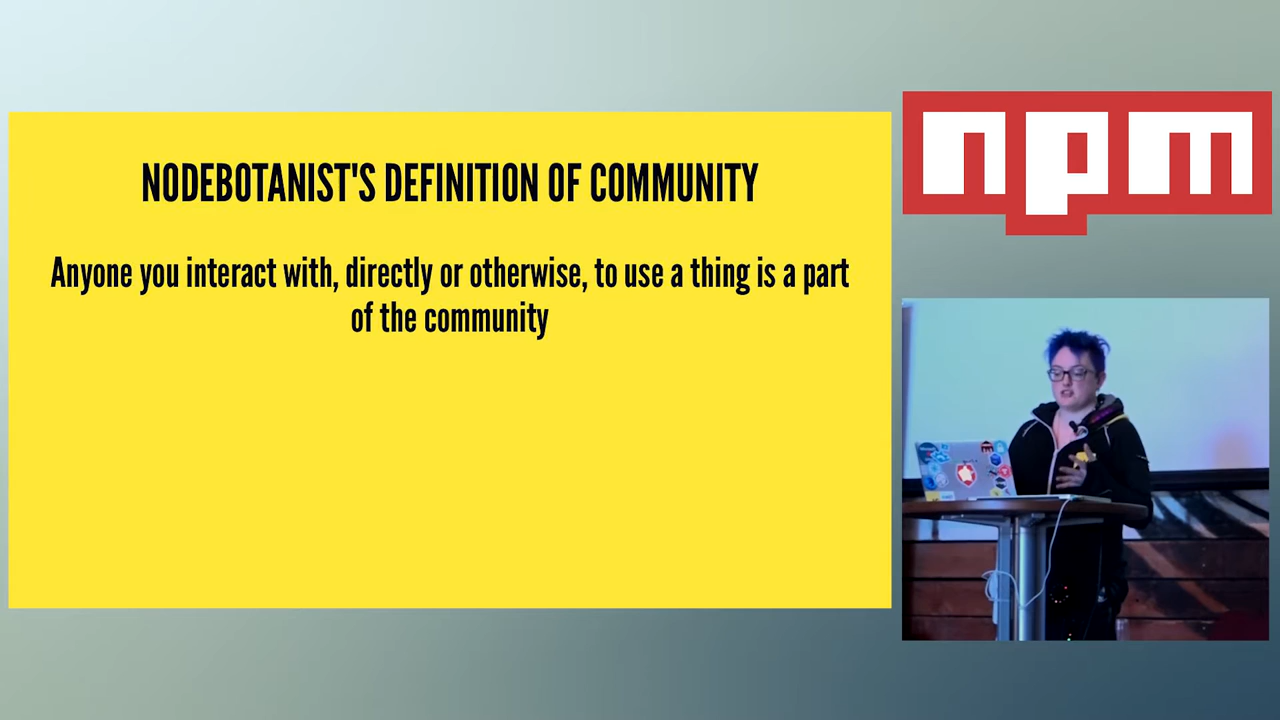 NODEBOTANIST'S DEFINITION OF COMMUNITY
Anyone you interact with, directly or otherwise, to use a thing is a part
of the community
npm